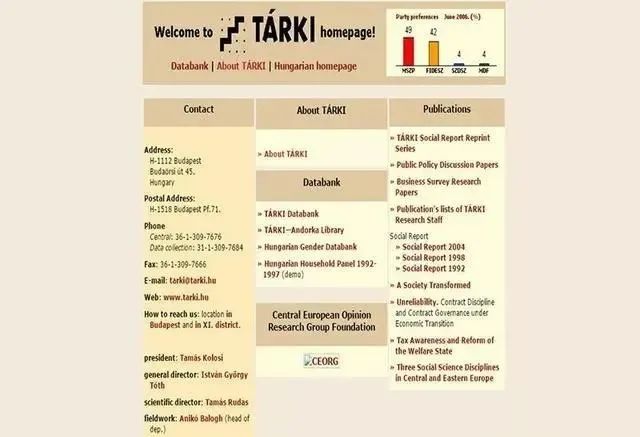 Welcome to TÁRKI homepage!
Databank | About TÁRKI | Hungarian homepage
Party preferences June 2006. (%)
49 42 4 4
MSZP FIDESZ SZDSZ MDF
Contact
Address:
H-1112 Budapest
Budaörsi út 45.
Hungary
Postal Address:
H-1518 Budapest Pf.71.
Phone
Central: 36-1-309-7676
Data collection: 31-1-309-7684
Fax: 36-1-309-7666
E-mail: tarki@tarki.hu
Web: www.tarki.hu
How to reach us: location in
Budapest and in XI. district.
president: Tamás Kolosi
general director: István György
Tóth
scientific director: Tamás Rudas
fieldwork: Anikó Balogh (head of
dep.)
About TÁRKI
» About TÁRKI
Databank
» TÁRKI Databank
» TÁRKI—Andorka Library
» Hungarian Gender Databank
» Hungarian Household Panel 1992-
1997 (demo)
Central European Opinion
Research Group Foundation
CEORG
Publications
» TÁRKI Social Report Reprint
Series
» Public Policy Discussion Papers
» Business Survey Research
Papers
» Publication's lists of TÁRKI
Research Staff
Social Report
» Social Report 2004
» Social Report 1998
» Social Report 1992
» A Society Transformed
» Unreliability. Contract Discipline
and Contract Governance under
Economic Transition
» Tax Awareness and Reform of
the Welfare State
» Three Social Science Disciplines
in Central and Eastern Europe